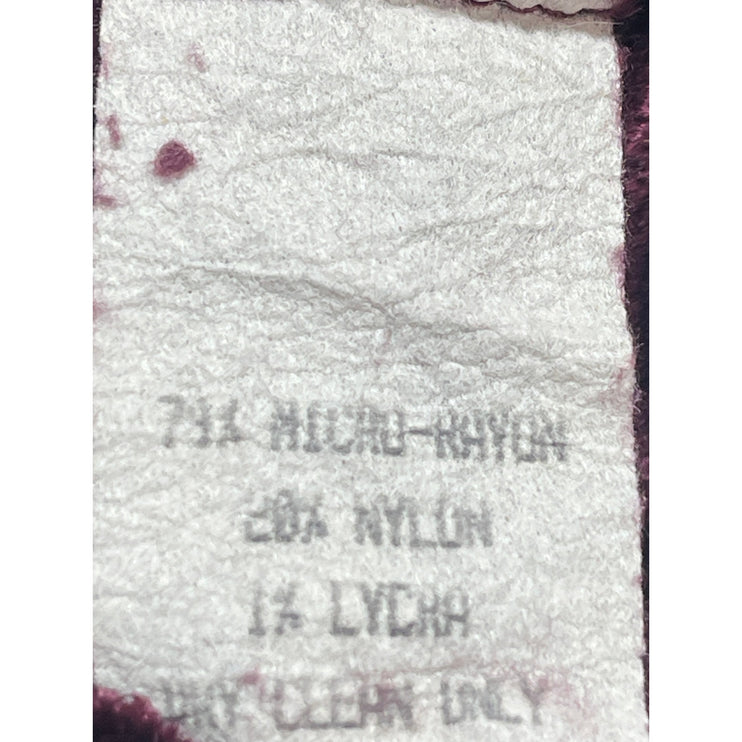 79% MICRO-RAYON
20% NYLON
1% LYCRA
DRY CLEAN ONLY